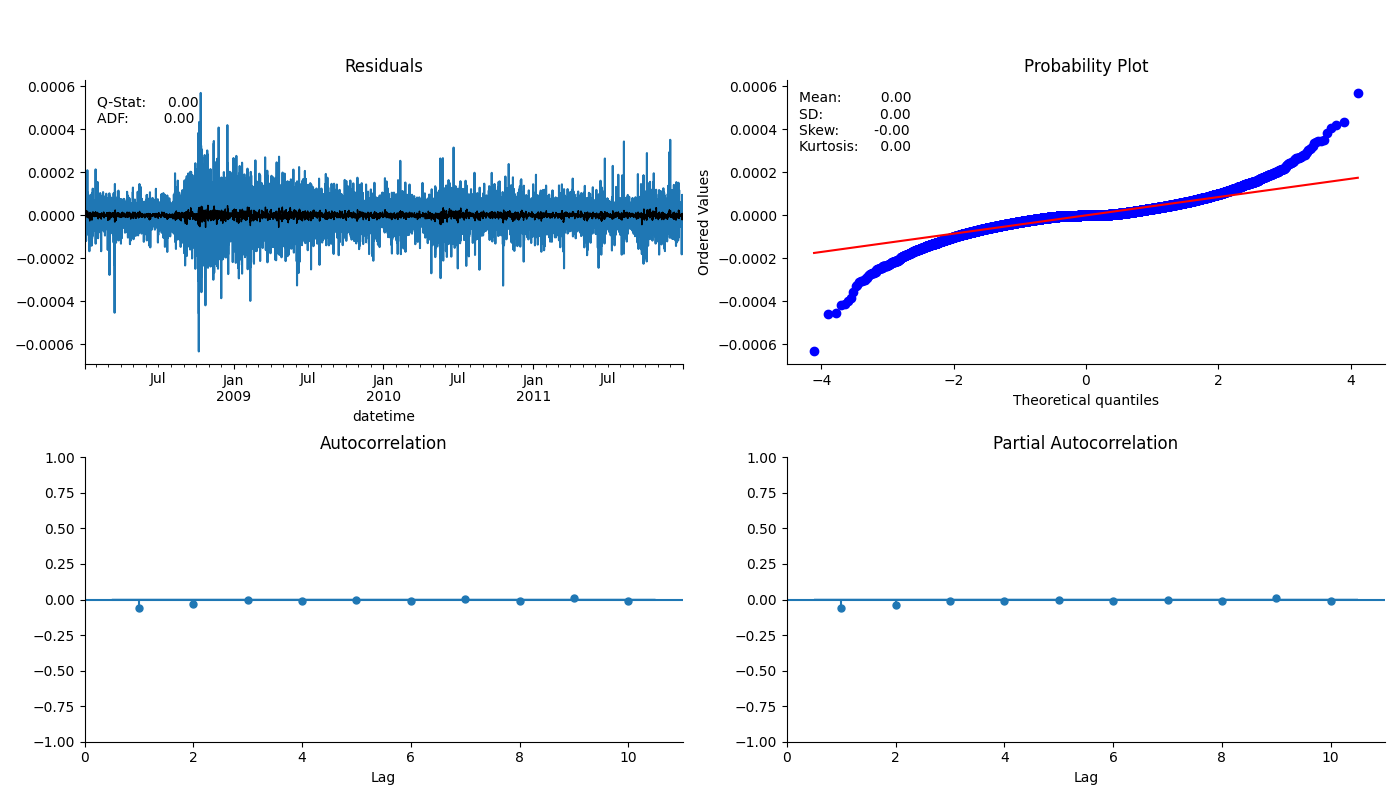 Residuals
Q-Stat: 0.00
ADF: 0.00
0.0006
0.0004
0.0002
0.0000
−0.0002
−0.0004
−0.0006
Jul Jan Jul Jan Jul Jan Jul
2009 2010 2011
datetime
Probability Plot
Mean: 0.00
SD: 0.00
Skew: -0.00
Kurtosis: 0.00
Ordered Values
0.0006
0.0004
0.0002
0.0000
−0.0002
−0.0004
−0.0006
−4 −2 0 2 4
Theoretical quantiles
Autocorrelation
1.00
0.75
0.50
0.25
0.00
−0.25
−0.50
−0.75
−1.00
0 2 4 6 8 10
Lag
Partial Autocorrelation
1.00
0.75
0.50
0.25
0.00
−0.25
−0.50
−0.75
−1.00
0 2 4 6 8 10
Lag